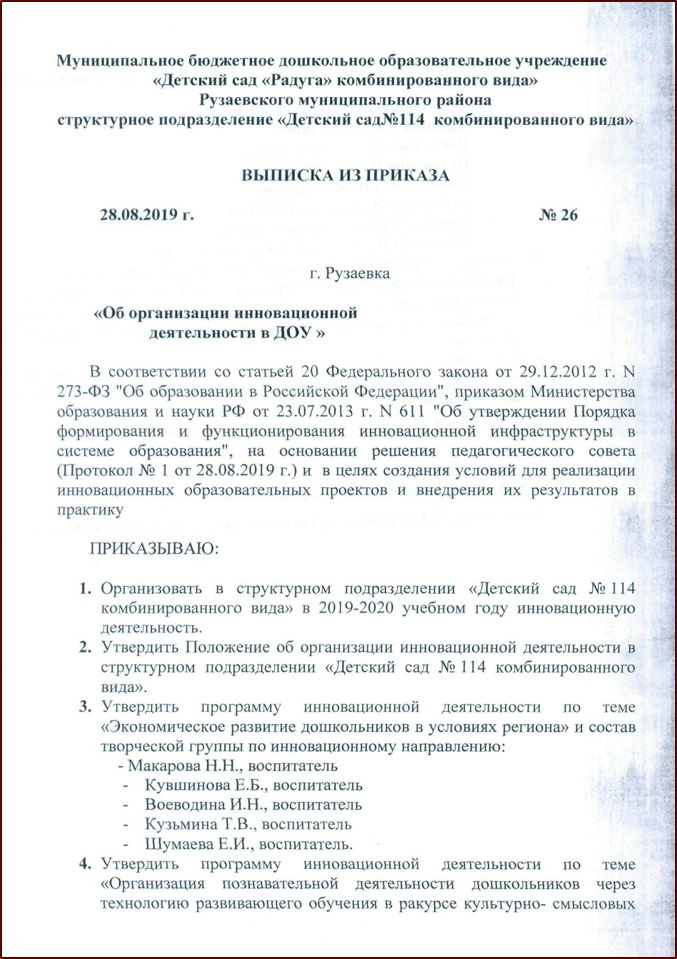 Муниципальное бюджетное дошкольное образовательное учреждение
«Детский сад «Радуга» комбинированного вида»
Рузаевского муниципального района
структурное подразделение «Детский сад№114 комбинированного вида»
ВЫПИСКА ИЗ ПРИКАЗА
28.08.2019 г. № 26
г. Рузаевка
«Об организации инновационной
деятельности в ДОУ »
В соответствии со статьей 20 Федерального закона от 29.12.2012 г. N
273-ФЗ "Об образовании в Российской Федерации", приказом Министерства
образования и науки РФ от 23.07.2013 г. N 611 "Об утверждении Порядка
формирования и функционирования инновационной инфраструктуры в
системе образования", на основании решения педагогического совета
(Протокол № 1 от 28.08.2019 г.) и в целях создания условий для реализации
инновационных образовательных проектов и внедрения их результатов в
практику
ПРИКАЗЫВАЮ:
1. Организовать в структурном подразделении «Детский сад №114
комбинированного вида» в 2019-2020 учебном году инновационную
деятельность.
2. Утвердить Положение об организации инновационной деятельности в
структурном подразделении «Детский сад №114 комбинированного
вида».
3. Утвердить программу инновационной деятельности по теме
«Экономическое развитие дошкольников в условиях региона» и состав
творческой группы по инновационному направлению:
- Макарова Н.Н., воспитатель
- Кувшинова Е.Б., воспитатель
- Воеводина И.Н., воспитатель
- Кузьмина Т.В., воспитатель
- Шумаева Е.И., воспитатель.
4. Утвердить программу инновационной деятельности по теме
«Организация познавательной деятельности дошкольников через
технологию развивающего обучения в ракурсе культурно- смысловых